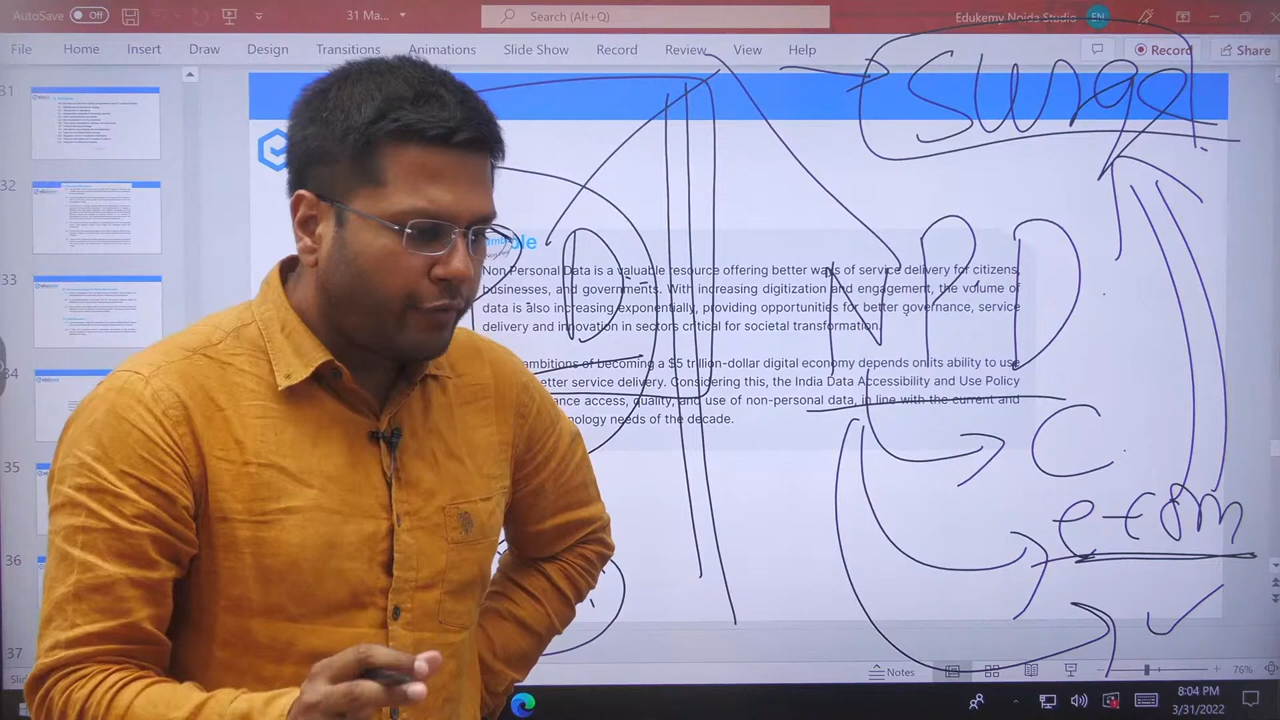 AutoSave Off 31 Ma... Search (Alt+Q) Edukemy Noida Studio EN
File Home Insert Draw Design Transitions Animations Slide Show Record Review View Help Record Share
31
32
33
34
35
36
37
Surge
PD
NPD
Non Personal Data is a valuable resource offering better ways of service delivery for citizens,
and governments. With increasing and engagement, the volume of
data is also increasing exponentially, providing opportunities for better governance, service
delivery and innovation in sectors critical for societal transformation.
ambitions of becoming a $5 trillion-dollar digital economy depends on its ability to use
etter service delivery. Considering this, the India Data Accessibility and Use Policy
ance access, quality, and use of non-personal data, in line with the current and
nology needs of the decade.
C
Notes 76%
8:04 PM
3/31/2022